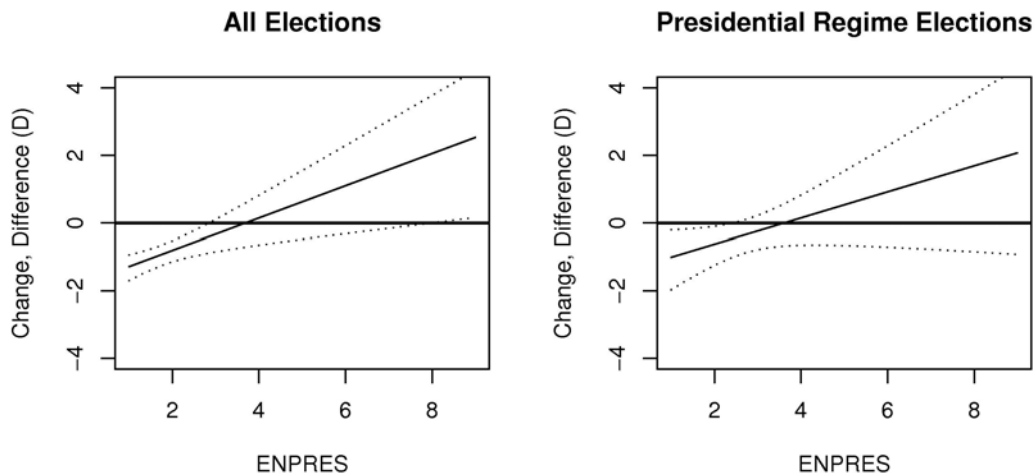 All Elections
Change, Difference (D)
4
2
0
−2
−4
2 4 6 8
ENPRES
Presidential Regime Elections
Change, Difference (D)
4
2
0
−2
−4
2 4 6 8
ENPRES